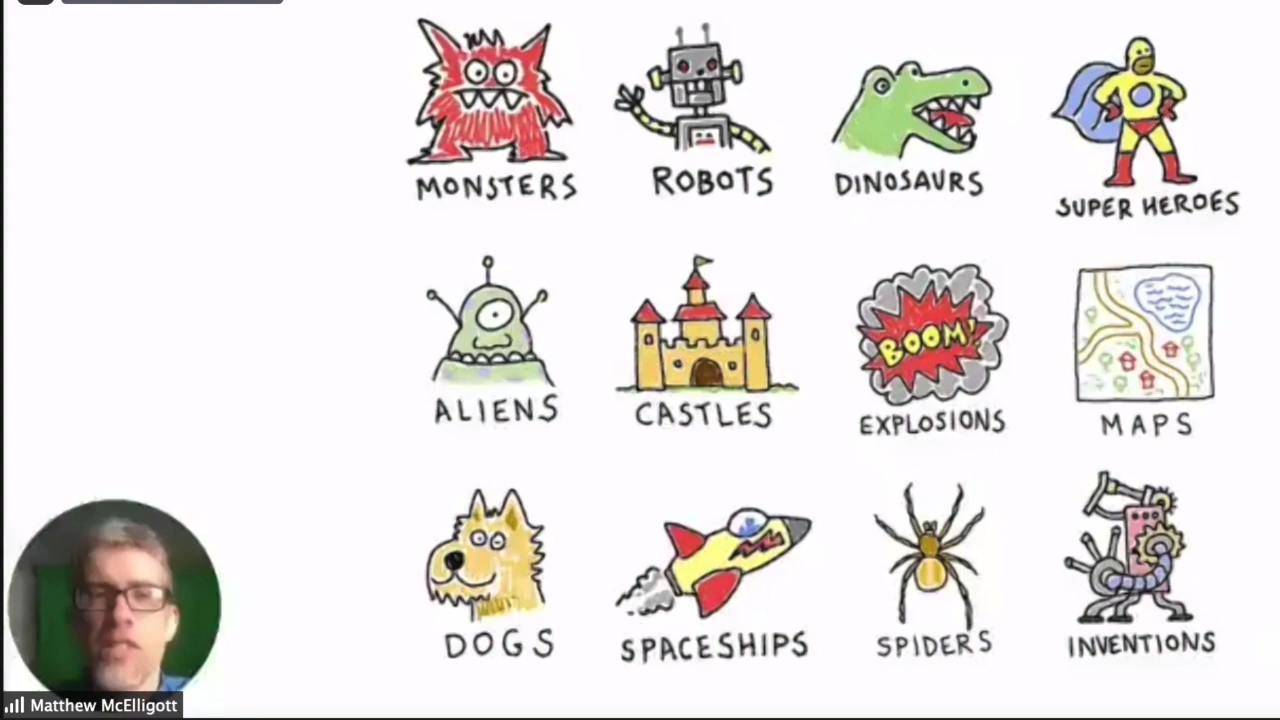 MONSTERS
ROBOTS
DINOSAURS
SUPER HEROES
ALIENS
CASTLES
BOOM!
EXPLOSIONS
MAPS
DOGS
SPACESHIPS
SPIDERS
INVENTIONS
Matthew McElligott